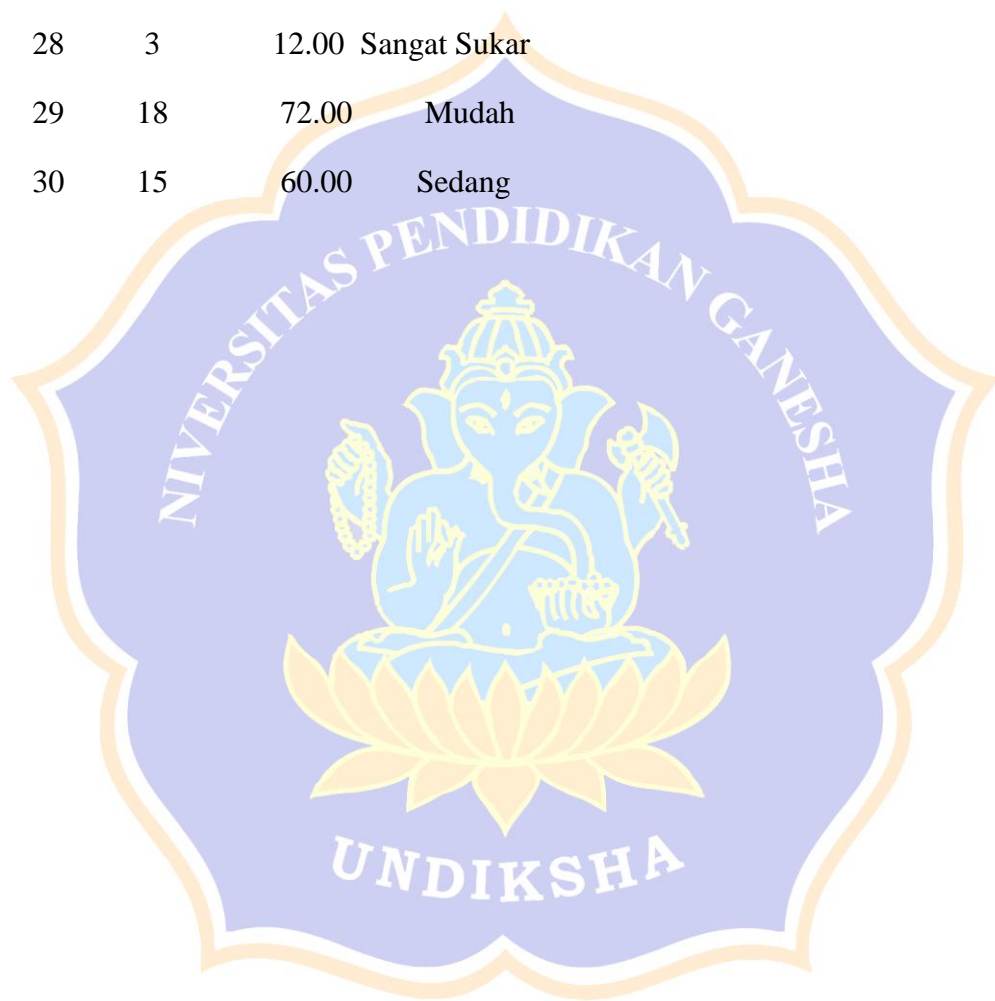 28 3 12.00 Sangat Sukar
29 18 72.00 Mudah
30 15 60.00 Sedang
NIVERSITAS PENDIDIKAN GANESHA
UNDIKSHA